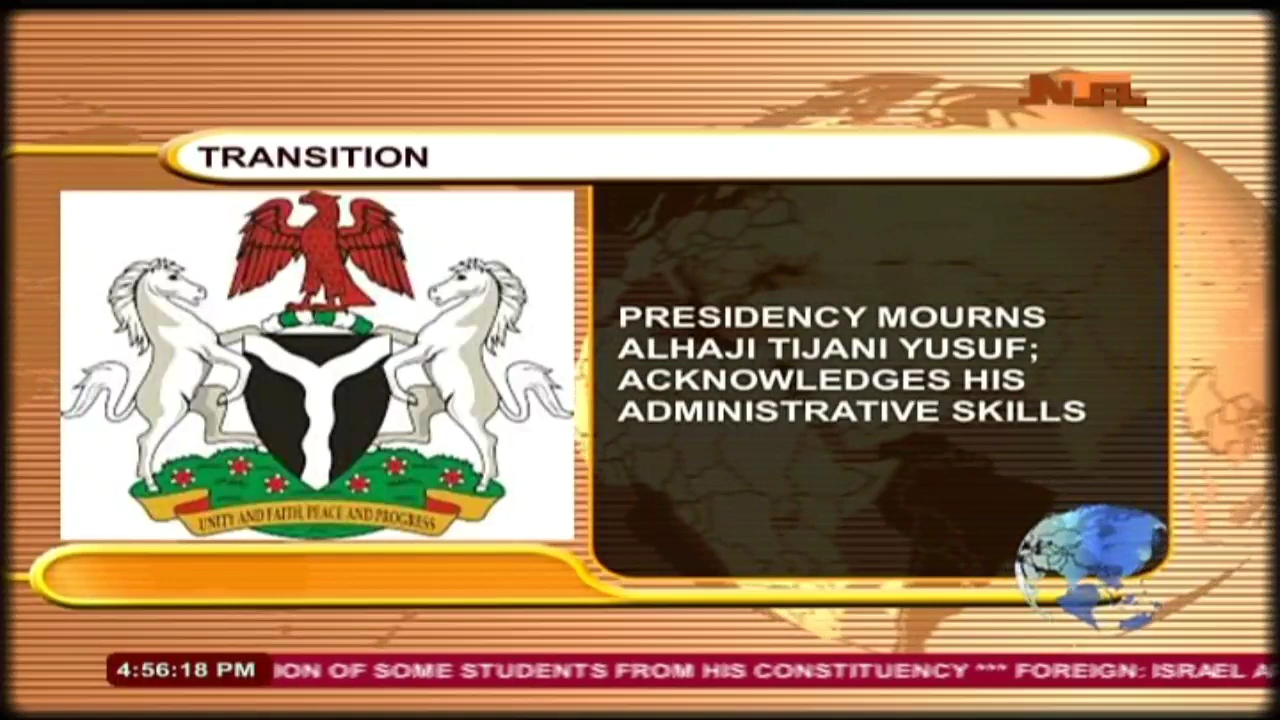 NTA
TRANSITION
PRESIDENCY MOURNS
ALHAJI TIJANI YUSUF;
ACKNOWLEDGES HIS
ADMINISTRATIVE SKILLS
UNITY AND FAITH, PEACE AND PROGRESS
4:56:18 PM ION OF SOME STUDENTS FROM HIS CONSTITUENCY *** FOREIGN: ISRAEL A